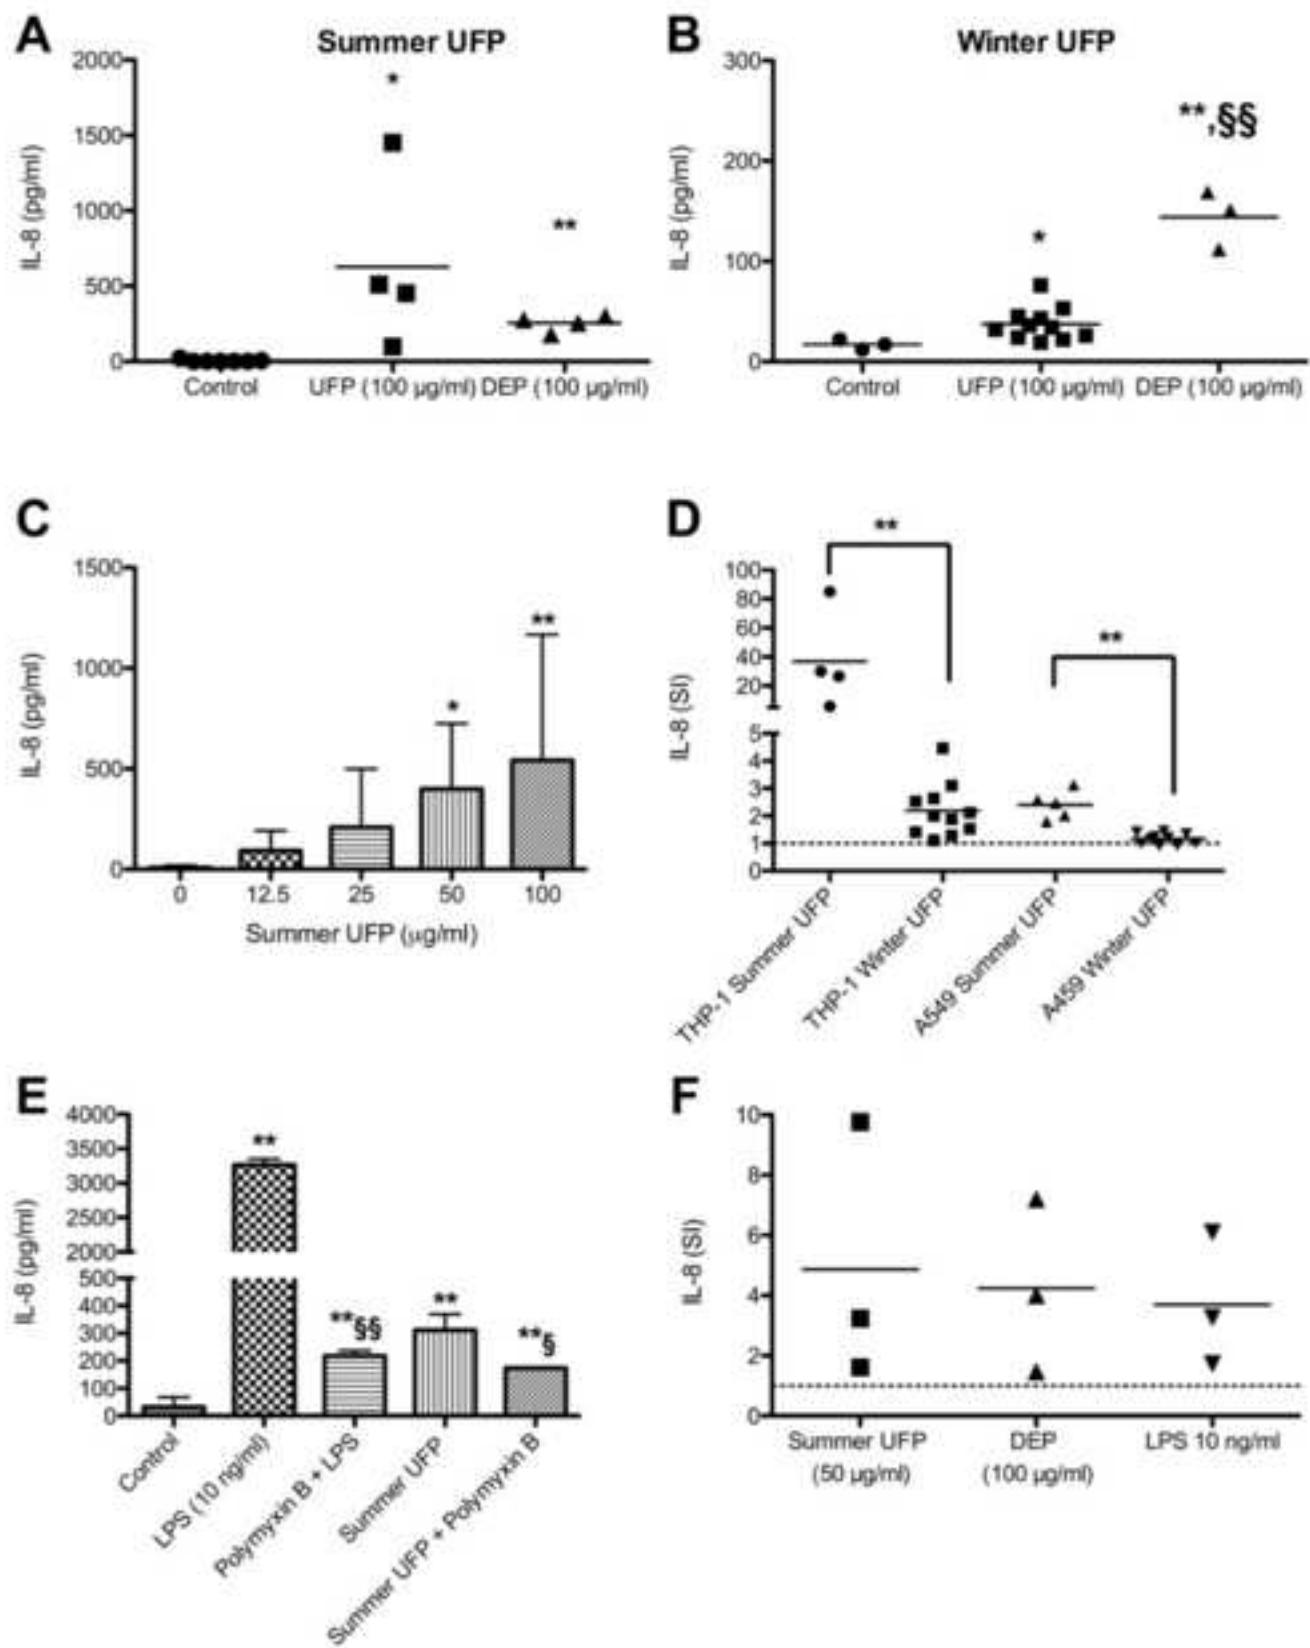 A
Summer UFP
IL-8 (pg/ml)
2000
1500
1000
500
0
*
**
Control
UFP (100 µg/ml)
DEP (100 µg/ml)
B
Winter UFP
IL-8 (pg/ml)
300
200
100
0
*
**,§§
Control
UFP (100 µg/ml)
DEP (100 µg/ml)
C
IL-8 (pg/ml)
1500
1000
500
0
*
**
0
12.5
25
50
100
Summer UFP (µg/ml)
D
IL-8 (SI)
100
80
60
40
20
5
4
3
2
1
0
**
**
THP-1 Summer UFP
THP-1 Winter UFP
A549 Summer UFP
A459 Winter UFP
E
IL-8 (pg/ml)
4000
3500
3000
2500
2000
500
400
300
200
100
0
**
**§§
**
**§
Control
LPS (10 ng/ml)
Polymyxin B + LPS
Summer UFP
Summer UFP + Polymyxin B
F
IL-8 (SI)
10
8
6
4
2
0
Summer UFP
(50 µg/ml)
DEP
(100 µg/ml)
LPS 10 ng/ml